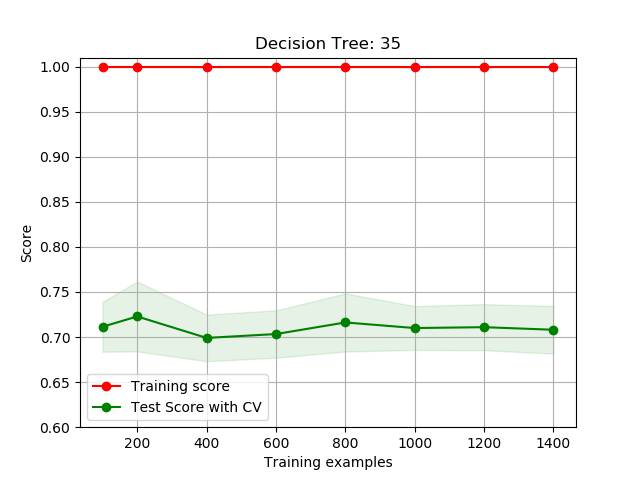 Decision Tree: 35
1.00
0.95
0.90
0.85
0.80
0.75
0.70
0.65
0.60
Score
Training score
Test Score with CV
200 400 600 800 1000 1200 1400
Training examples